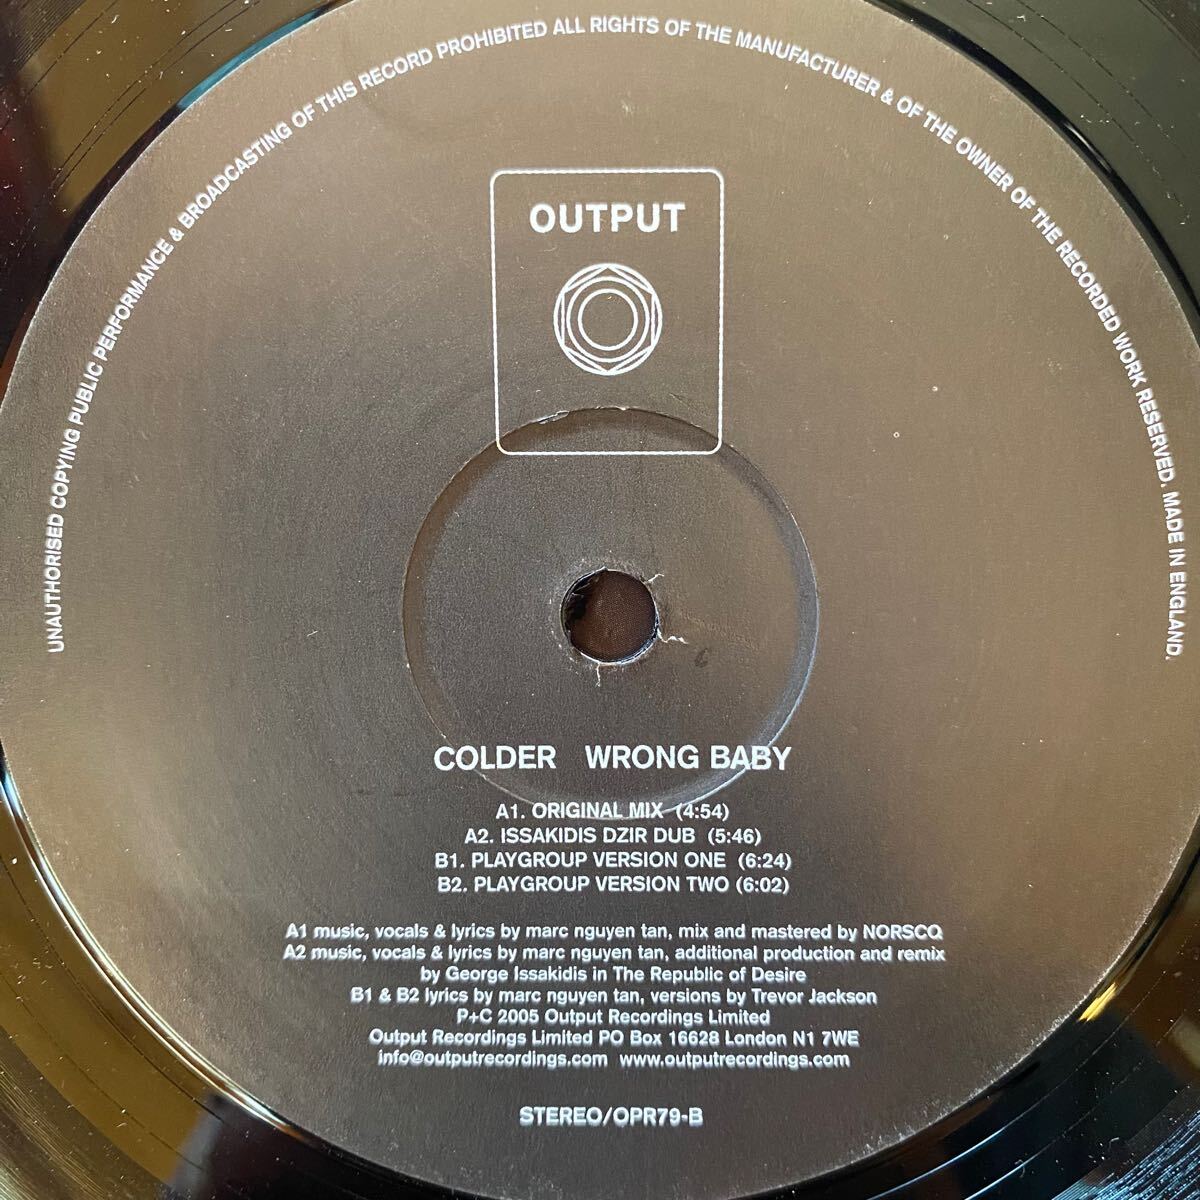 UNAUTHORISED COPYING PUBLIC PERFORMANCE & BROADCASTING OF THIS RECORD PROHIBITED ALL RIGHTS OF THE MANUFACTURER & OF THE OWNER OF THE RECORDED WORK RESERVED. MADE IN ENGLAND.
OUTPUT
COLDER WRONG BABY
A1. ORIGINAL MIX (4:54)
A2. ISSAKIDIS DZIR DUB (5:46)
B1. PLAYGROUP VERSION ONE (6:24)
B2. PLAYGROUP VERSION TWO (6:02)
A1 music, vocals & lyrics by marc nguyen tan, mix and mastered by NORSCQ
A2 music, vocals & lyrics by marc nguyen tan, additional production and remix
by George Issakidis in The Republic of Desire
B1 & B2 lyrics by marc nguyen tan, versions by Trevor Jackson
P+C 2005 Output Recordings Limited
Output Recordings Limited PO Box 16628 London N1 7WE
info@outputrecordings.com www.outputrecordings.com
STEREO/OPR79-B